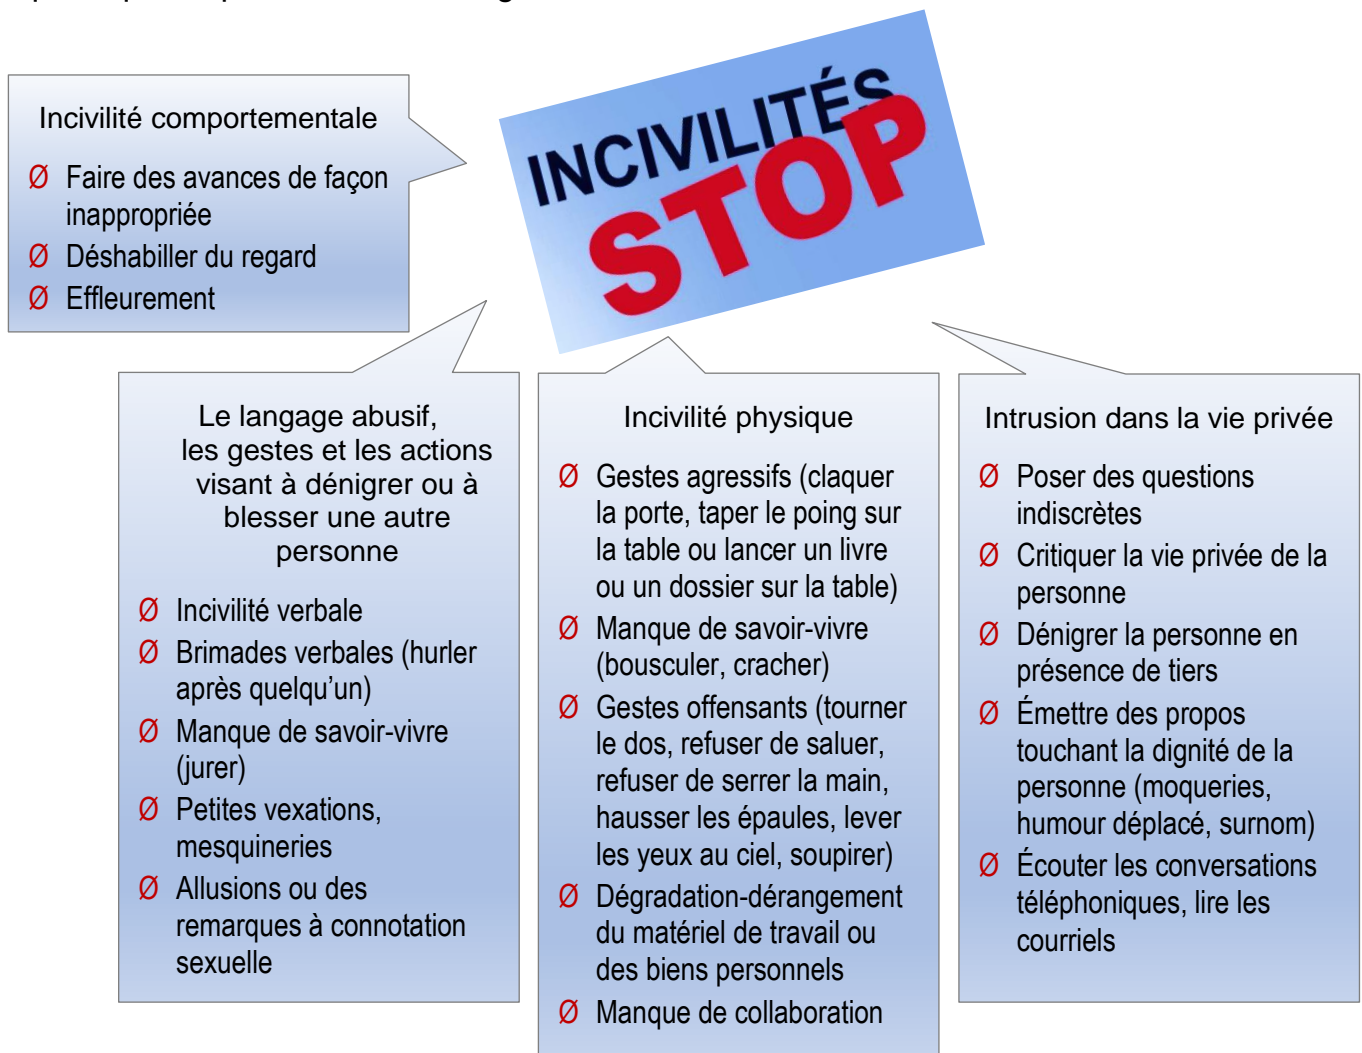 Incivilité comportementale
Ø Faire des avances de façon
inappropriée
Ø Déshabiller du regard
Ø Effleurement
INCIVILITÉS
STOP
Le langage abusif,
les gestes et les actions
visant à dénigrer ou à
blesser une autre
personne
Ø Incivilité verbale
Ø Brimades verbales (hurler
après quelqu’un)
Ø Manque de savoir-vivre
(jurer)
Ø Petites vexations,
mesquineries
Ø Allusions ou des
remarques à connotation
sexuelle
Incivilité physique
Ø Gestes agressifs (claquer
la porte, taper le poing sur
la table ou lancer un livre
ou un dossier sur la table)
Ø Manque de savoir-vivre
(bousculer, cracher)
Ø Gestes offensants (tourner
le dos, refuser de saluer,
refuser de serrer la main,
hausser les épaules, lever
les yeux au ciel, soupirer)
Ø Dégradation-dérangement
du matériel de travail ou
des biens personnels
Ø Manque de collaboration
Intrusion dans la vie privée
Ø Poser des questions
indiscrètes
Ø Critiquer la vie privée de la
personne
Ø Dénigrer la personne en
présence de tiers
Ø Émettre des propos
touchant la dignité de la
personne (moqueries,
humour déplacé, surnom)
Ø Écouter les conversations
téléphoniques, lire les
courriels